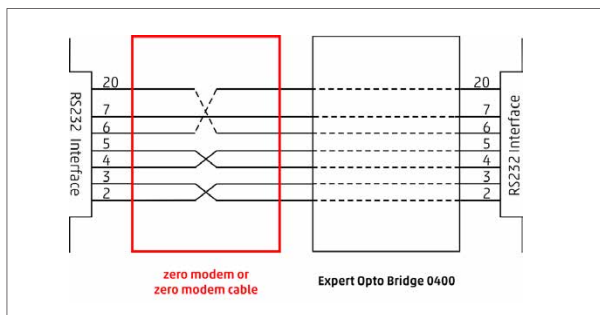 20
7
6
5
4
3
2
RS232 Interface
20
7
6
5
4
3
2
RS232 Interface
zero modem or
zero modem cable
Expert Opto Bridge 0400